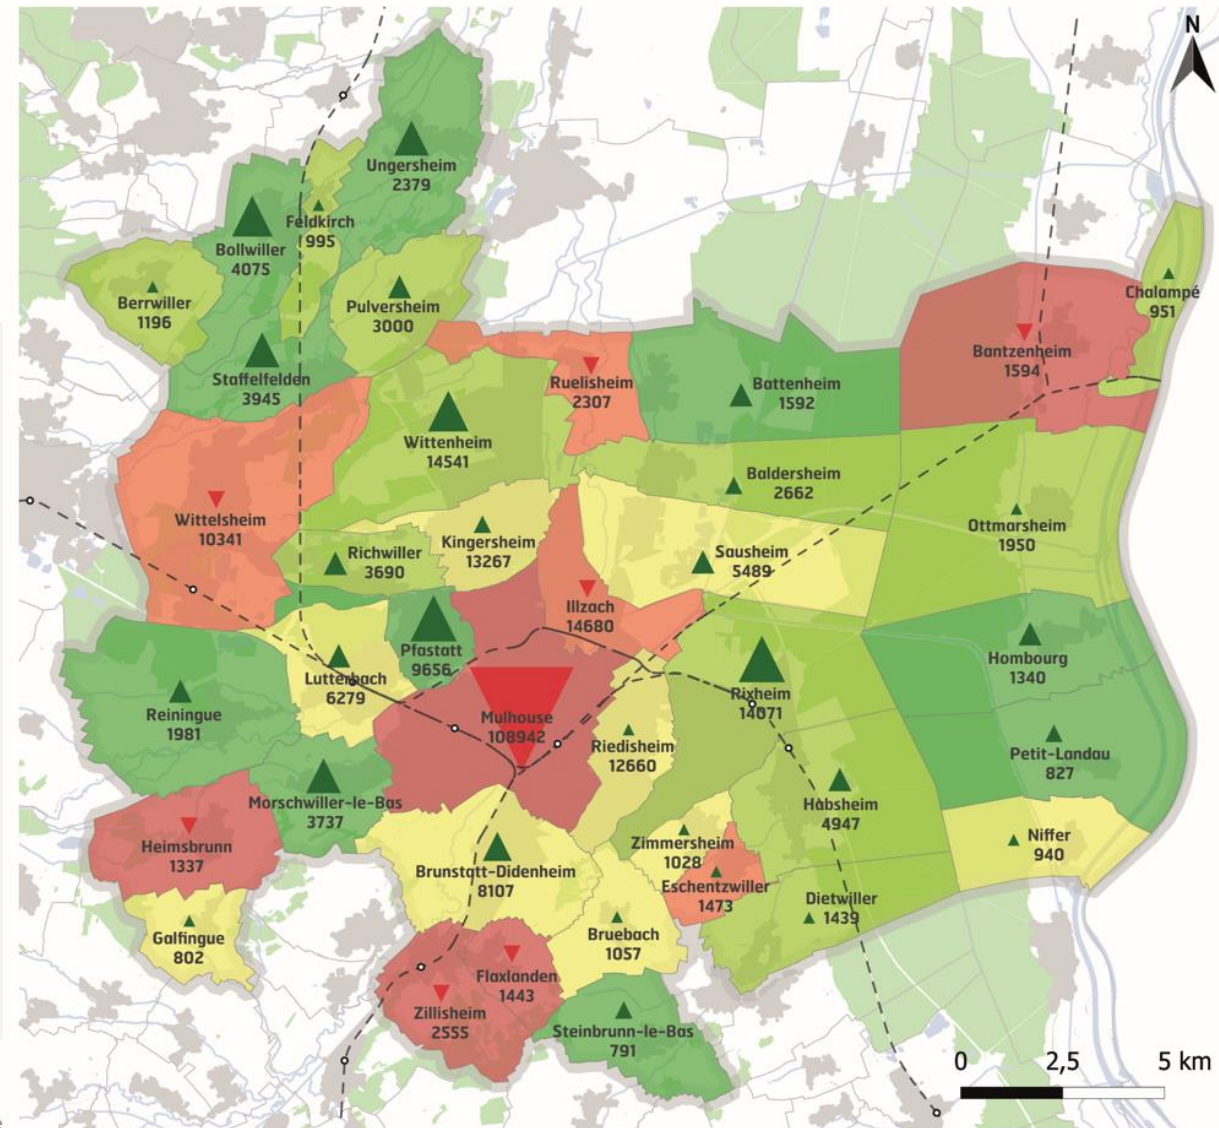 N
Ungersheim
2379
Feldkirch
995
Bollwiller
4075
Berrwiller
1196
Pulversheim
3000
Chalampé
951
Bantzenheim
1594
Staffelfelden
3945
Ruelisheim
2307
Battenheim
1592
Wittenheim
14541
Baldersheim
2662
Wittelsheim
10341
Ottmarsheim
1950
Kingersheim
13267
Richwiller
3690
Sausheim
5489
Illzach
14680
Pfastatt
9656
Hombourg
1340
Lutterbach
6279
Rixheim
14071
Reiningue
1981
Mulhouse
108942
Riedisheim
12660
Petit-Landau
827
Morschwiller-le-Bas
3737
Habsheim
4947
Heimsbrunn
1337
Zimmersheim
1028
Niffer
940
Brunstatt-Didenheim
8107
Eschentzwiller
1473
Dietwiller
1439
Galfingue
802
Bruebach
1057
Flaxlanden
1443
Zillisheim
2555
Steinbrunn-le-Bas
791
0 2,5 5 km